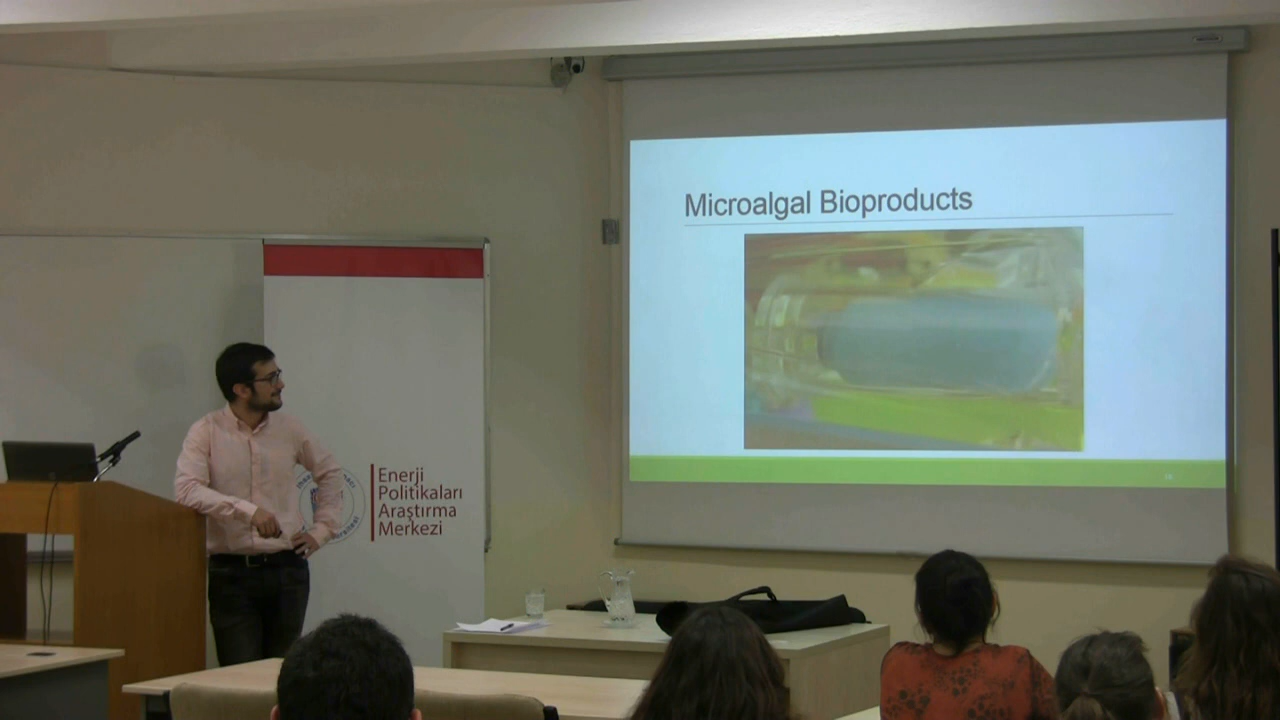 Microalgal Bioproducts
Enerji
Politikaları
Araştırma
Merkezi